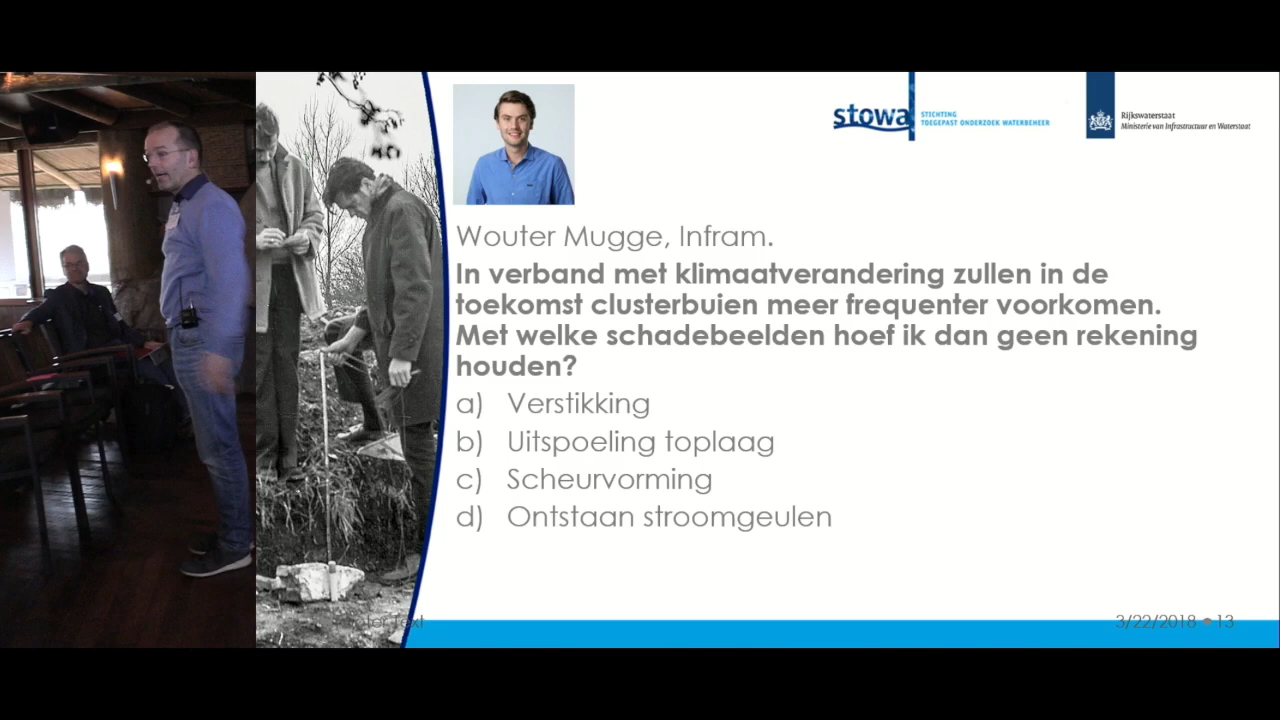 stowa
STICHTING
TOEGEPAST ONDERZOEK WATERBEHEER
Rijkswaterstaat
Ministerie van Infrastructuur en Waterstaat
Wouter Mugge, Infram.
In verband met klimaatverandering zullen in de
toekomst clusterbuien meer frequenter voorkomen.
Met welke schadebeelden hoef ik dan geen rekening
houden?
a) Verstikking
b) Uitspoeling toplaag
c) Scheurvorming
d) Ontstaan stroomgeulen
Text
3/22/2018 • 13